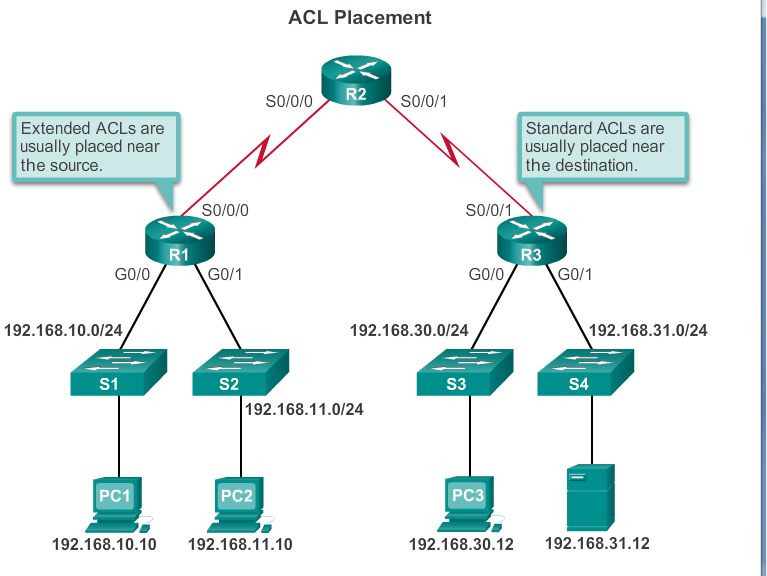 ACL Placement
R2
S0/0/0
S0/0/1
Extended ACLs are
usually placed near
the source.
Standard ACLs are
usually placed near
the destination.
S0/0/0
S0/0/1
R1
R3
G0/0
G0/1
G0/0
G0/1
192.168.10.0/24
192.168.30.0/24
192.168.31.0/24
S1
S2
S3
S4
192.168.11.0/24
PC1
PC2
PC3
192.168.10.10
192.168.11.10
192.168.30.12
192.168.31.12